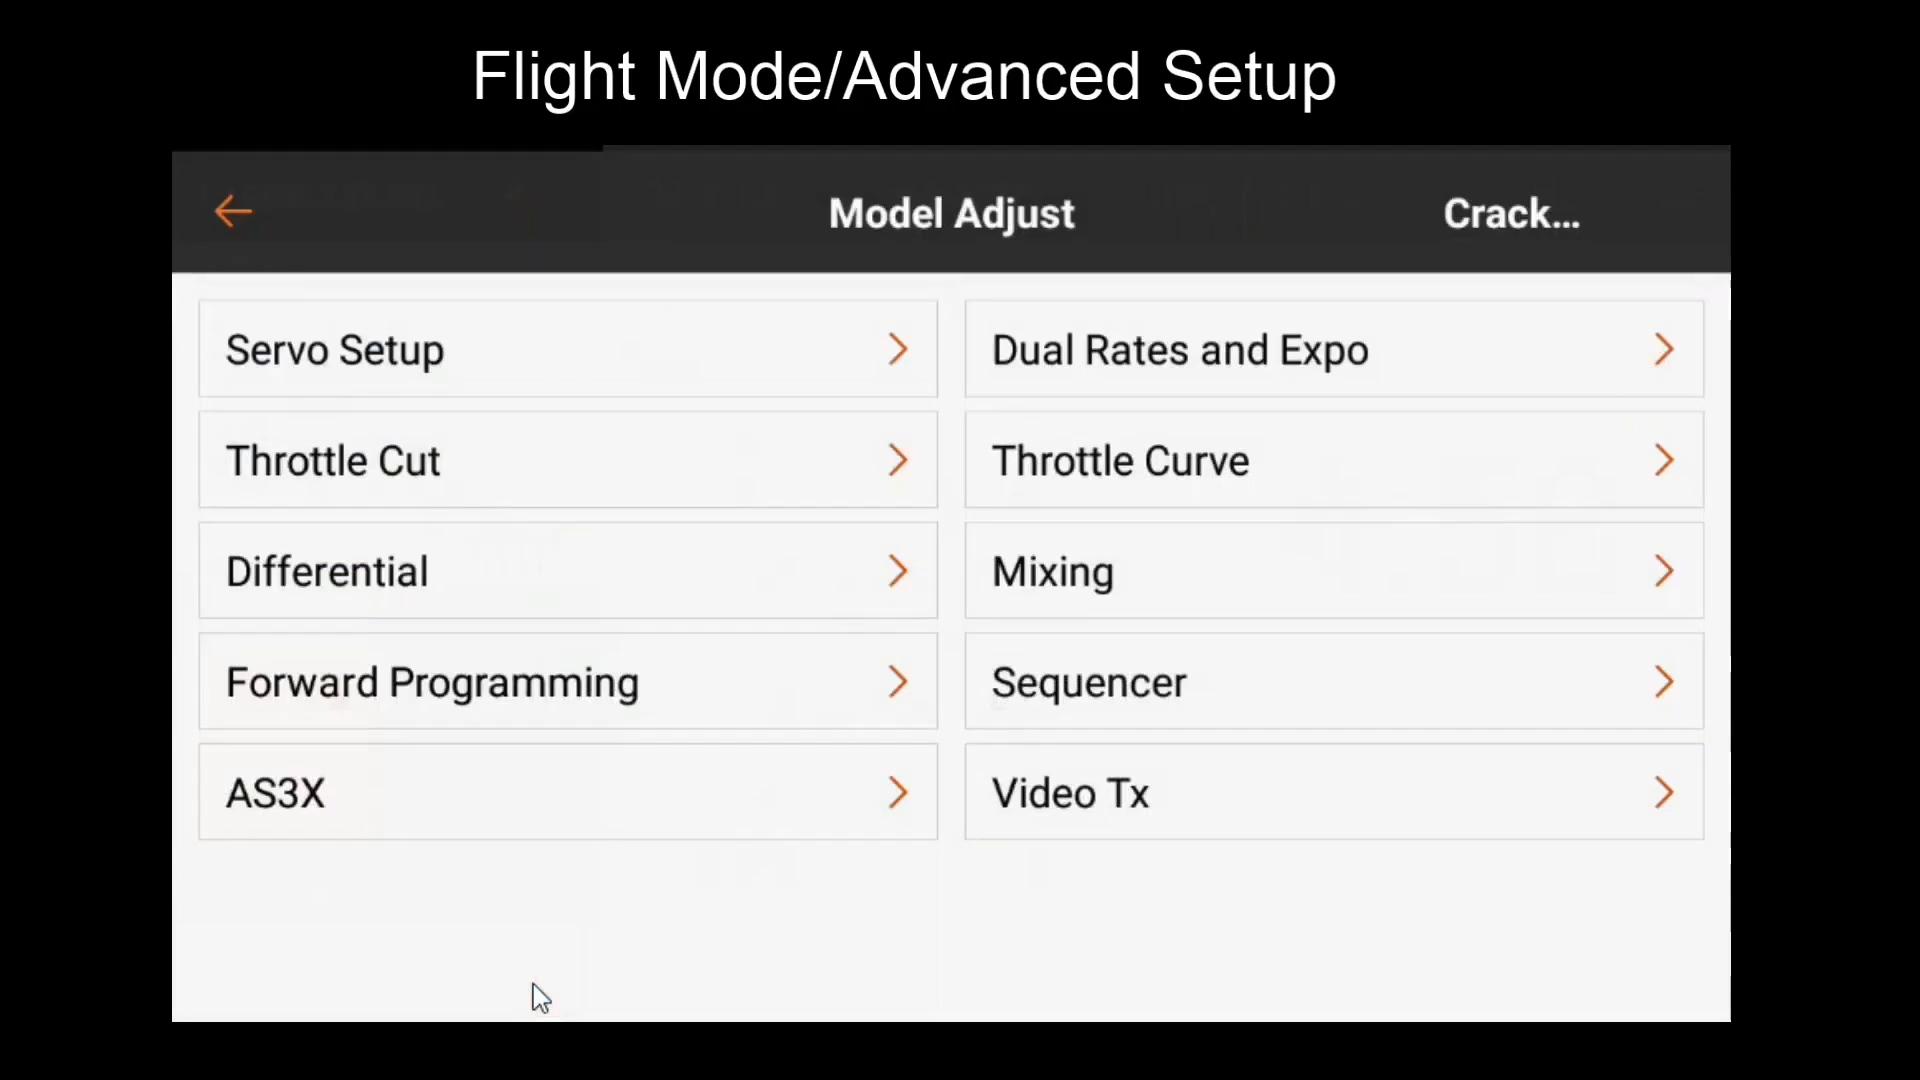 Flight Mode/Advanced Setup
Model Adjust
Crack...
Servo Setup
Dual Rates and Expo
Throttle Cut
Throttle Curve
Differential
Mixing
Forward Programming
Sequencer
AS3X
Video Tx